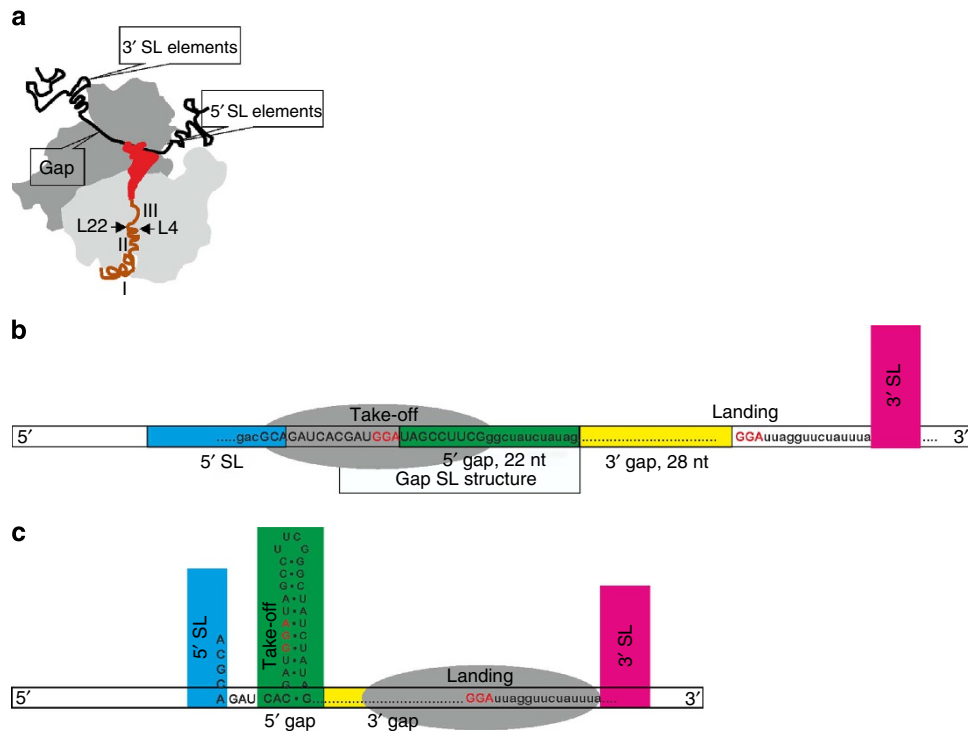 a
3′ SL elements
5′ SL elements
Gap
III
L22
L4
II
I
b
3′ SL
Take-off
Landing
5′
.....gacGCAGAUCACGAUGGAUAGCCUUCGggcuaucuauag.............................. GGAuuagguucuauuua
....
3′
5′ SL
5′ gap, 22 nt
3′ gap, 28 nt
Gap SL structure
c
U C
U G
C • G
C • G
G • C
A • U
U • A
A • U
G • C
G • U
U • A
A • U
G A
5′ SL
A
C
G
C
A
Take-off
Landing
3′ SL
5′
GAU
CAC • G
GGAuuagguucuauuua....
3′
5′ gap
3′ gap